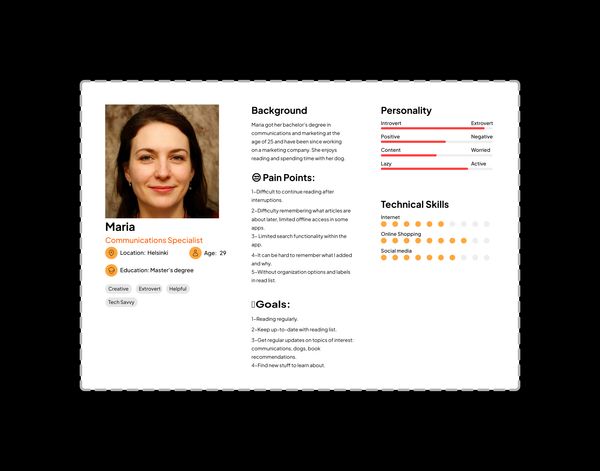 Maria
Communications Specialist
Location: Helsinki
Age: 29
Education: Master's degree
Creative
Extrovert
Helpful
Tech Savvy
Background
Maria got her bachelor's degree in
communications and marketing at the
age of 25 and have been since working
on a marketing company. She enjoys
reading and spending time with her dog.
Pain Points:
1-Difficult to continue reading after
interruptions.
2-Difficulty remembering what articles are
about later, limited offline access in some
apps.
3- Limited search functionality within the
app.
4-It can be hard to remember what I added
and why.
5-Without organization options and labels
in read list.
Goals:
1-Reading regularly.
2-Keep up-to-date with reading list.
3-Get regular updates on topics of interest:
communications, dogs, book
recommendations.
4-Find new stuff to learn about.
Personality
Introvert Extrovert
Positive Negative
Content Worried
Lazy Active
Technical Skills
Internet
Online Shopping
Social media